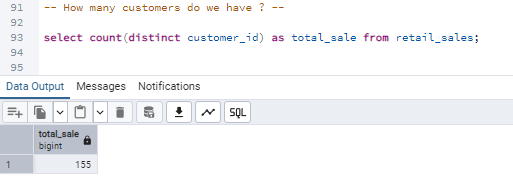 91 -- How many customers do we have ? --
92
93 select count(distinct customer_id) as total_sale from retail_sales;
94
95
Data Output Messages Notifications
SQL
total_sale
bigint
1 155